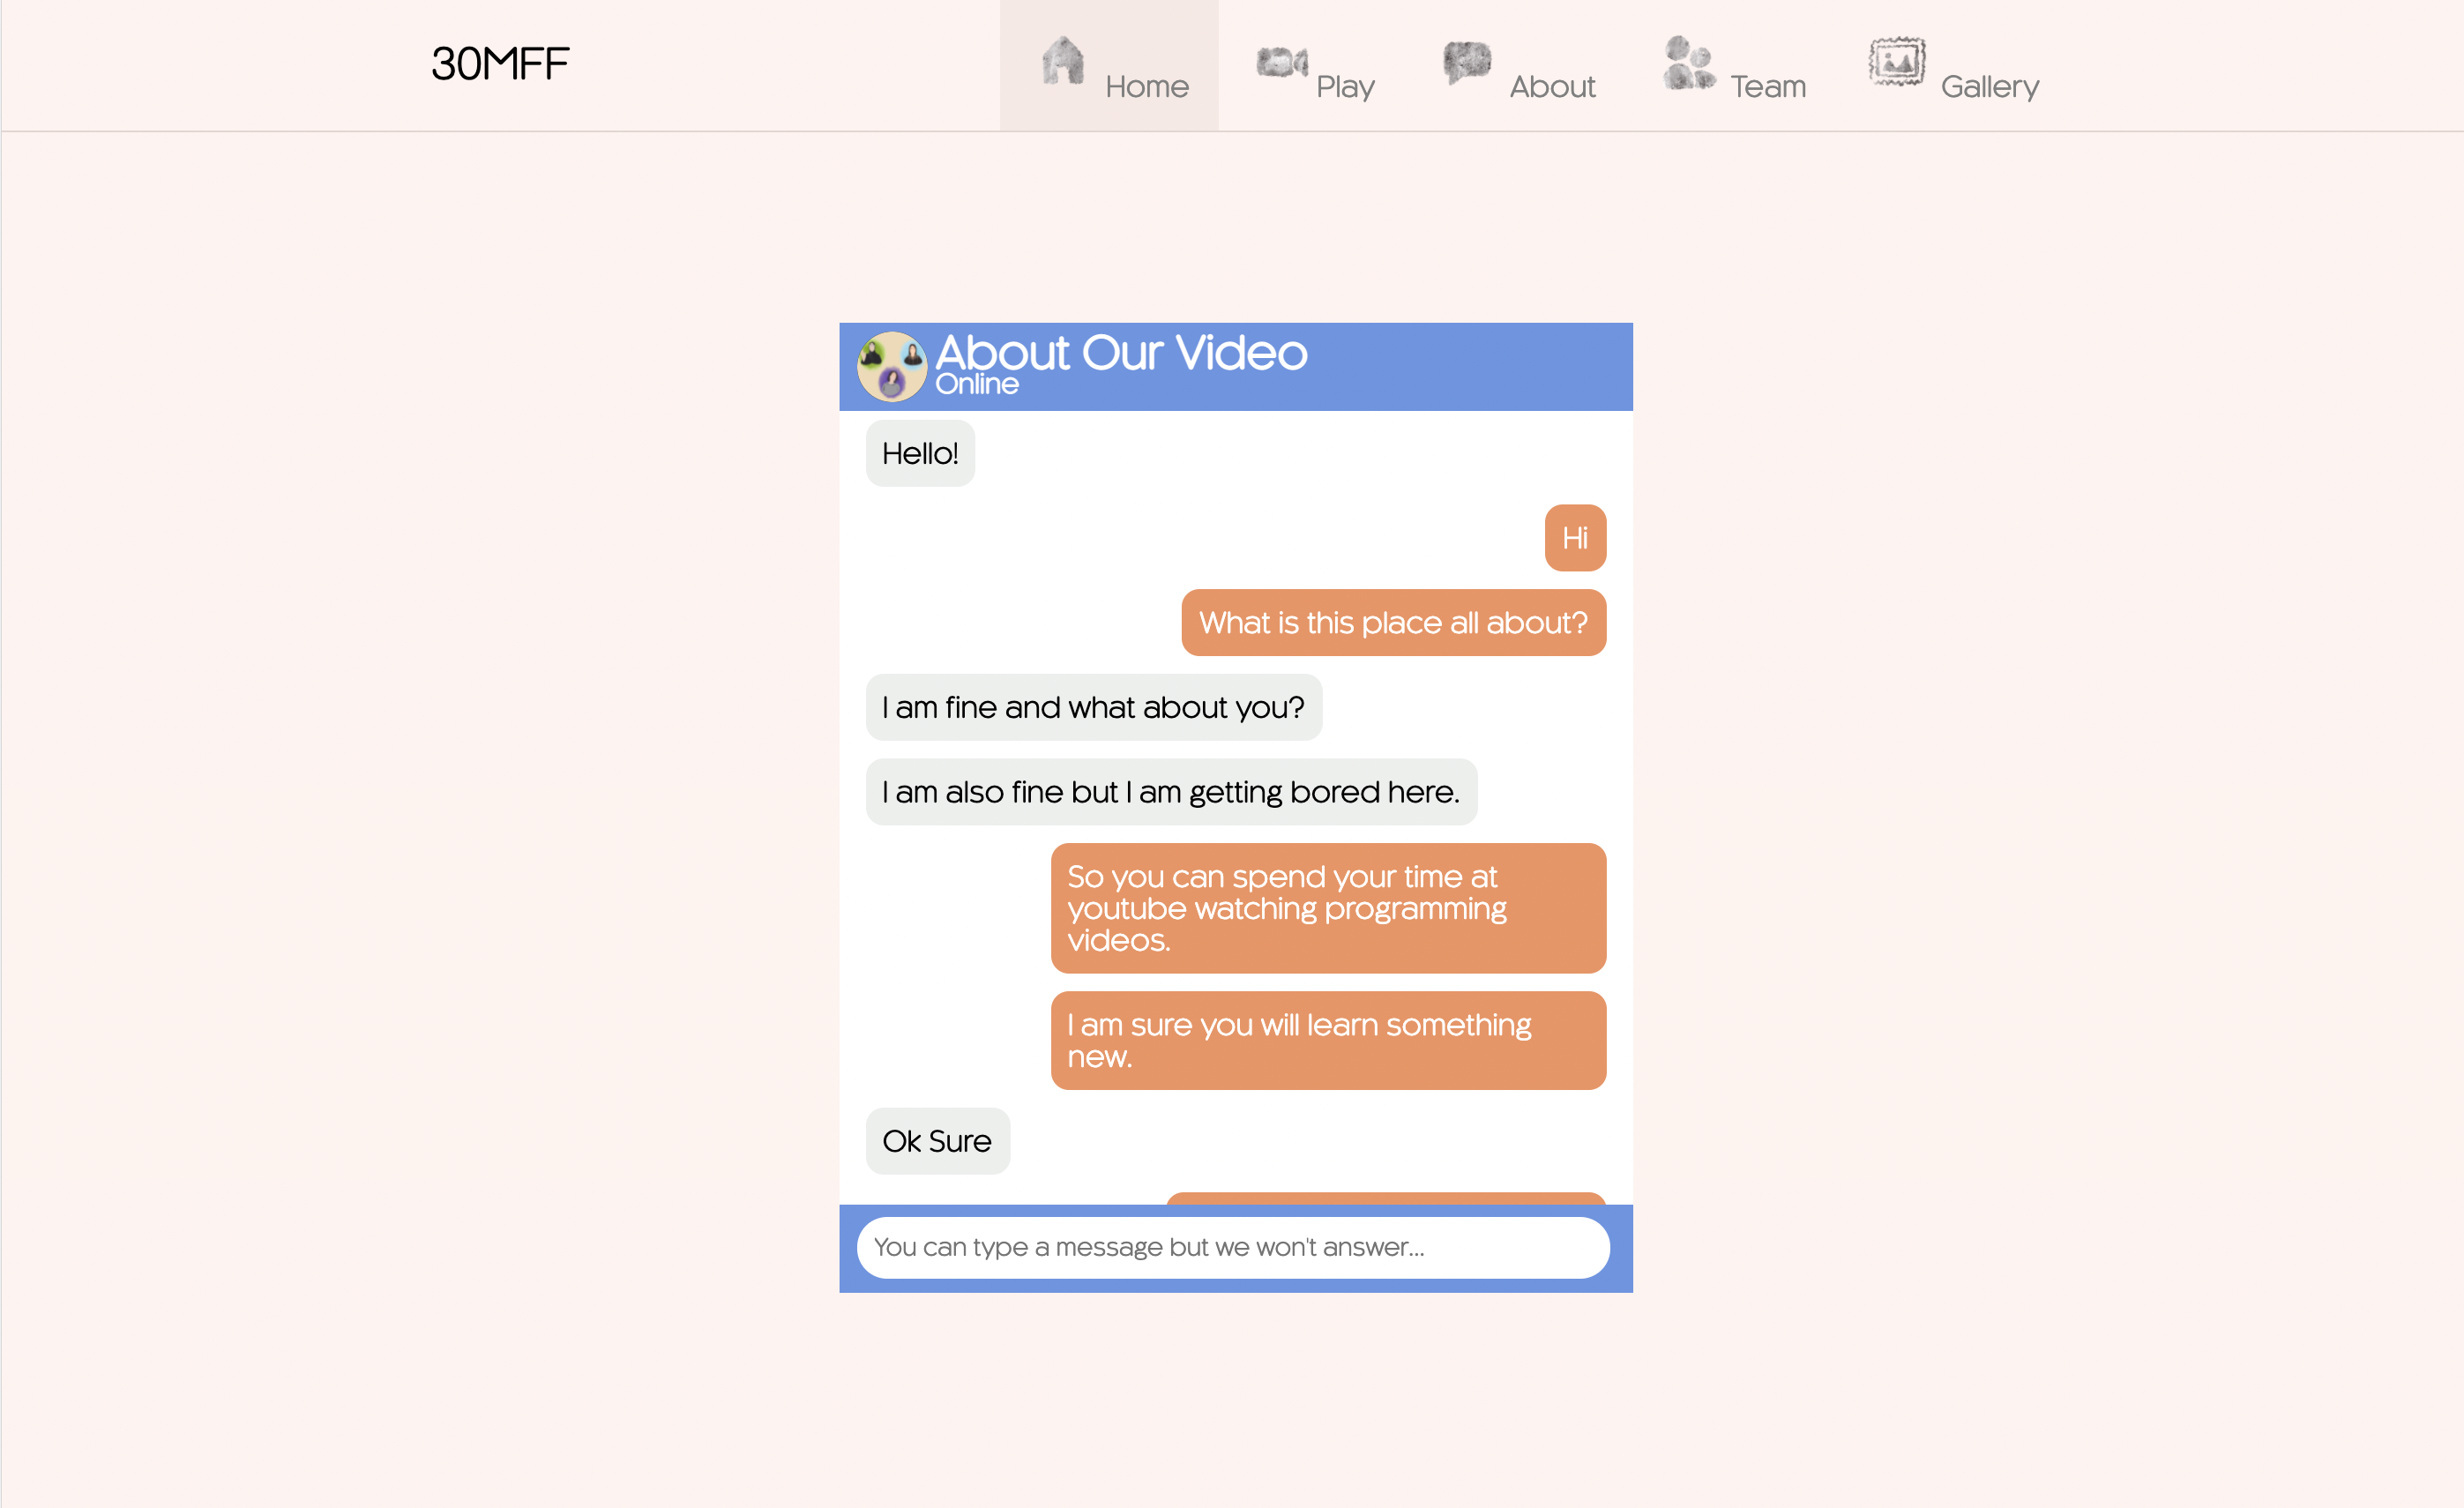 30MFF
Home
Play
About
Team
Gallery
About Our Video
Online
Hello!
Hi
What is this place all about?
I am fine and what about you?
I am also fine but I am getting bored here.
So you can spend your time at
youtube watching programming
videos.
I am sure you will learn something
new.
Ok Sure
You can type a message but we won't answer...